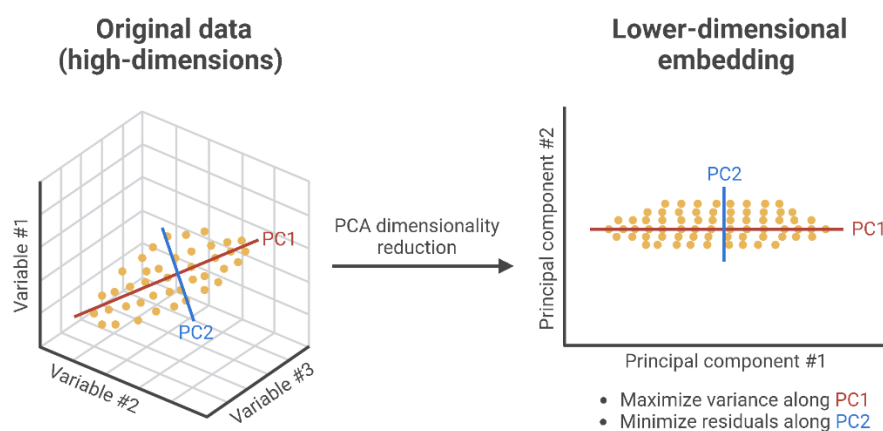 Original data
(high-dimensions)
Lower-dimensional
embedding
Variable #1
Variable #2
Variable #3
PC1
PC2
PCA dimensionality
reduction
Principal component #2
PC2
PC1
Principal component #1
• Maximize variance along PC1
• Minimize residuals along PC2